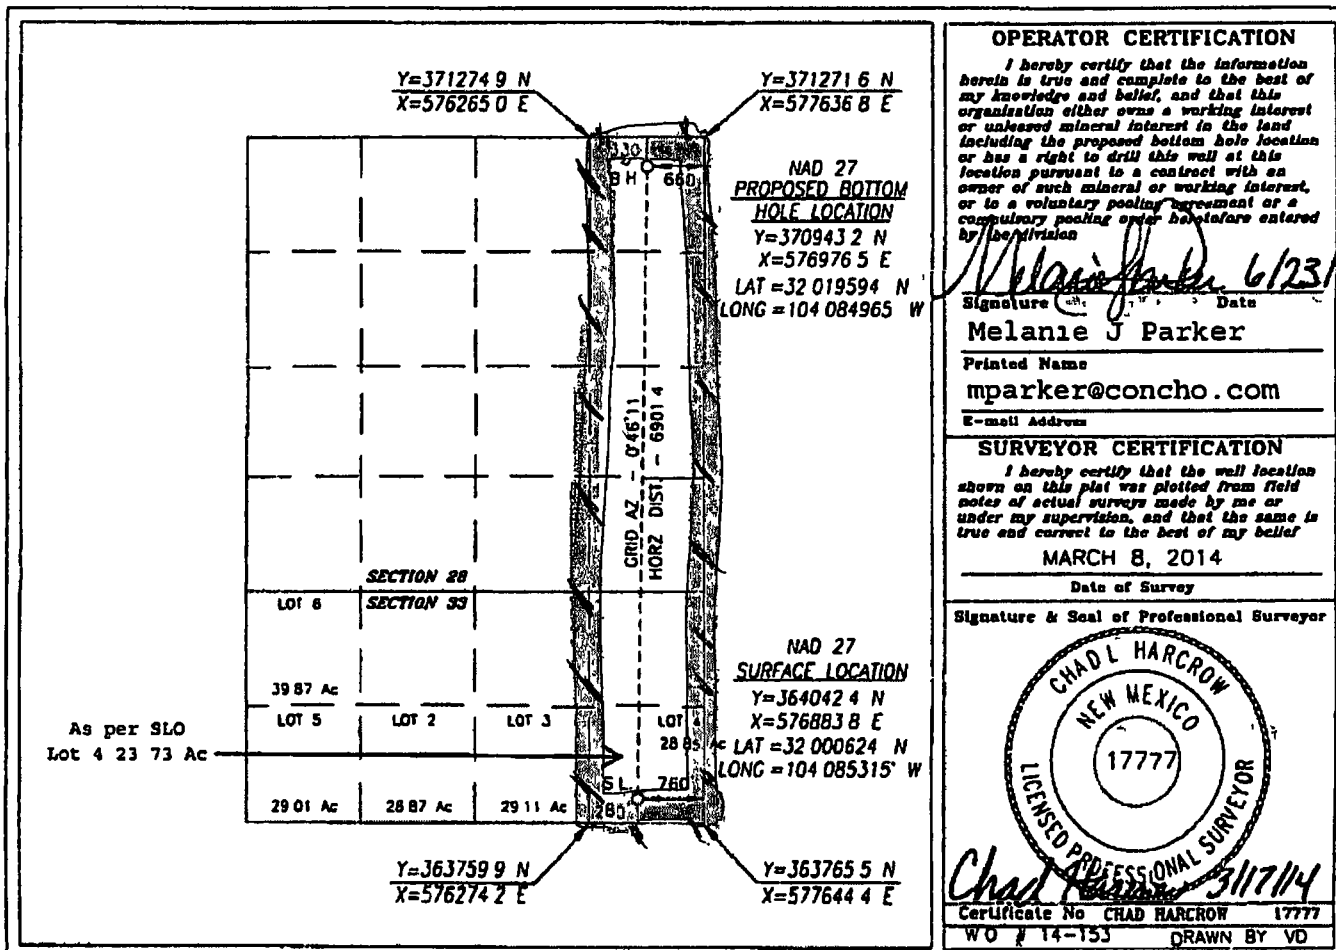 Y=371274 9 N
X=576265 0 E
Y=371271 6 N
X=577636 8 E
330
B H 660
NAD 27
PROPOSED BOTTOM
HOLE LOCATION
Y=370943 2 N
X=576976 5 E
LAT =32 019594 N
LONG =104 084965 W
GRID AZ - 0°46'11
HORZ DIST. - 6901 4
SECTION 28
SECTION 33
LOT 6
39 87 Ac
LOT 5
LOT 2
LOT 3
LOT
28 85 Ac
As per SLO
Lot 4 23 73 Ac
NAD 27
SURFACE LOCATION
Y=364042 4 N
X=576883 8 E
LAT =32 000624 N
LONG =104 085315° W
S L 760
280
29 01 Ac
28 87 Ac
29 11 Ac
Y=363759 9 N
X=576274 2 E
Y=363765 5 N
X=577644 4 E
OPERATOR CERTIFICATION
I hereby certify that the information
herein is true and complete to the best of
my knowledge and belief, and that this
organization either owns a working interest
or unleased mineral interest in the land
including the proposed bottom hole location
or has a right to drill this well at this
location pursuant to a contract with an
owner of such mineral or working interest,
or to a voluntary pooling agreement or a
compulsory pooling order heretofore entered
by the division
Melanie J Parker 6/23/
Signature Date
Melanie J Parker
Printed Name
mparker@concho.com
E-mail Address
SURVEYOR CERTIFICATION
I hereby certify that the well location
shown on this plat was plotted from field
notes of actual surveys made by me or
under my supervision, and that the same is
true and correct to the best of my belief
MARCH 8, 2014
Date of Survey
Signature & Seal of Professional Surveyor
CHAD L HARCROW
NEW MEXICO
17777
LICENSED PROFESSIONAL SURVEYOR
Chad Harcrow 3/17/14
Certificate No CHAD HARCROW 17777
WO # 14-153 DRAWN BY VD